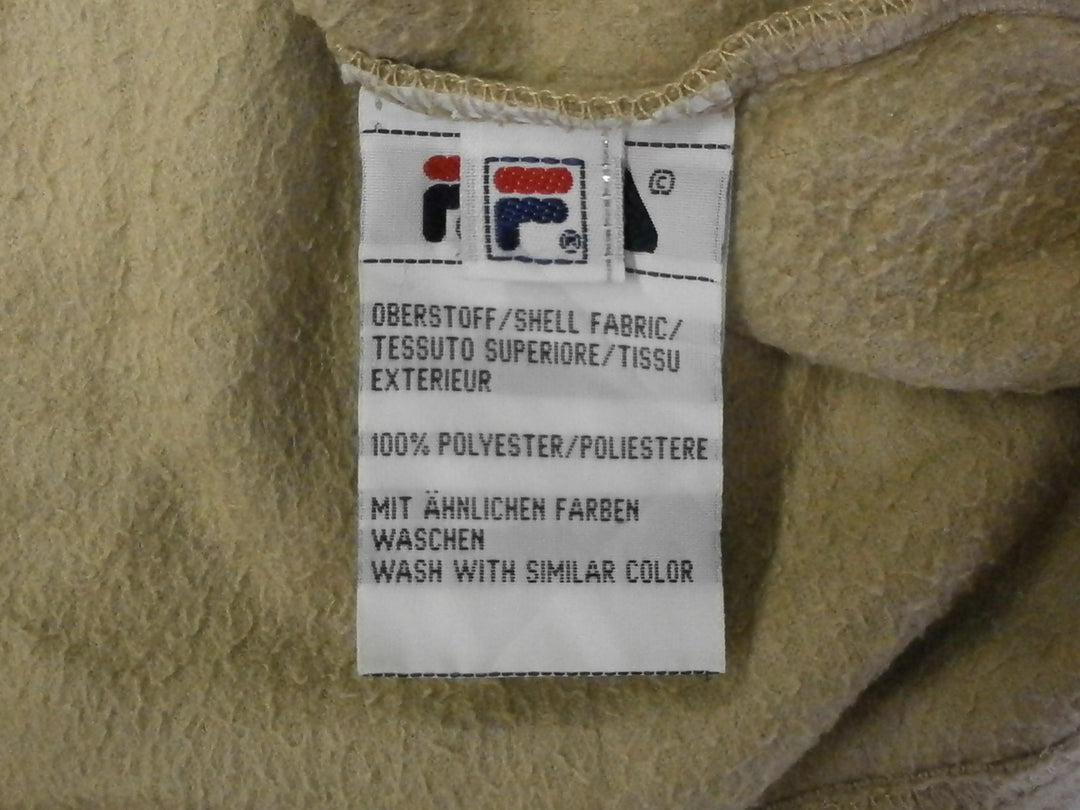 F ®
©
OBERSTOFF/SHELL FABRIC/
TESSUTO SUPERIORE/TISSU
EXTERIEUR
100% POLYESTER/POLIESTERE
MIT ÄHNLICHEN FARBEN
WASCHEN
WASH WITH SIMILAR COLOR